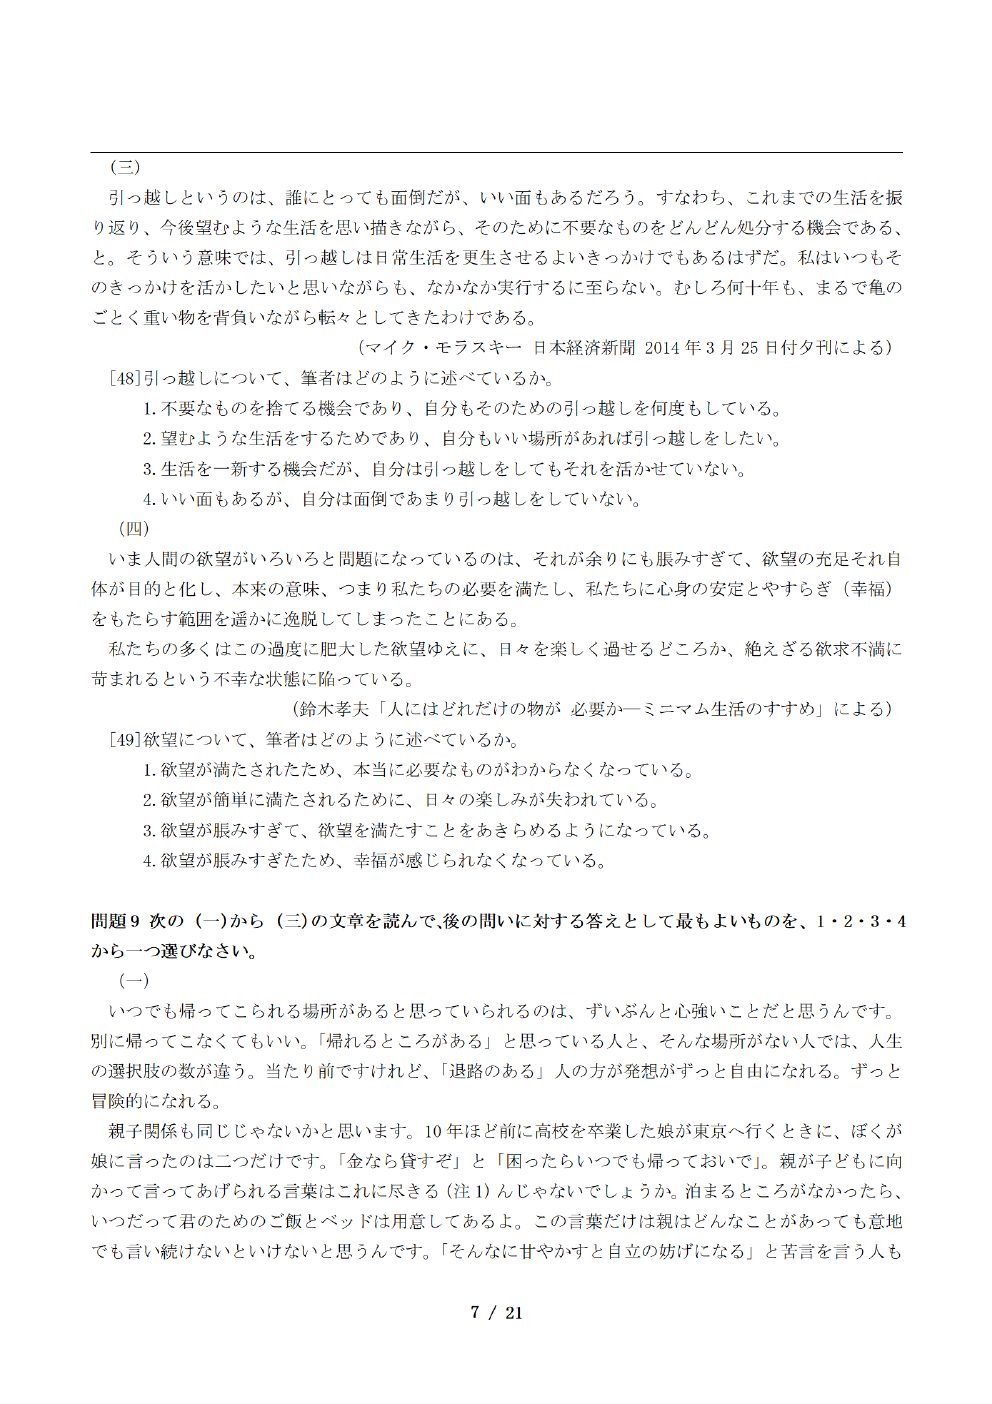 （三）
引っ越しというのは、誰にとっても面倒だが、いい面もあるだろう。すなわち、これまでの生活を振
り返り、今後望むような生活を思い描きながら、そのために不要なものをどんどん処分する機会である、
と。そういう意味では、引っ越しは日常生活を更生させるよいきっかけでもあるはずだ。私はいつもそ
のきっかけを活かしたいと思いながらも、なかなか実行するに至らない。むしろ何十年も、まるで亀の
ごとく重い物を背負いながら転々としてきたわけである。
（マイク・モラスキー 日本経済新聞 2014 年 3 月 25 日付夕刊による）
[48]引っ越しについて、筆者はどのように述べているか。
1. 不要なものを捨てる機会であり、自分もそのための引っ越しを何度もしている。
2. 望むような生活をするためであり、自分もいい場所があれば引っ越しをしたい。
3. 生活を一新する機会だが、自分は引っ越しをしてもそれを活かせていない。
4. いい面もあるが、自分は面倒であまり引っ越しをしていない。
（四）
いま人間の欲望がいろいろと問題になっているのは、それが余りにも脹みすぎて、欲望の充足それ自
体が目的と化し、本来の意味、つまり私たちの必要を満たし、私たちに心身の安定とやすらぎ（幸福）
をもたらす範囲を遥かに逸脱してしまったことにある。
私たちの多くはこの過度に肥大した欲望ゆえに、日々を楽しく過せるどころか、絶えざる欲求不満に
苛まれるという不幸な状態に陥っている。
（鈴木孝夫「人にはどれだけの物が 必要か―ミニマム生活のすすめ」による）
[49]欲望について、筆者はどのように述べているか。
1. 欲望が満たされたため、本当に必要なものがわからなくなっている。
2. 欲望が簡単に満たされるために、日々の楽しみが失われている。
3. 欲望が脹みすぎて、欲望を満たすことをあきらめるようになっている。
4. 欲望が脹みすぎたため、幸福が感じられなくなっている。
問題 9 次の（一）から（三）の文章を読んで、後の問いに対する答えとして最もよいものを、1・2・3・4
から一つ選びなさい。
（一）
いつでも帰ってこられる場所があると思っていられるのは、ずいぶんと心強いことだと思うんです。
別に帰ってこなくてもいい。「帰れるところがある」と思っている人と、そんな場所がない人では、人生
の選択肢の数が違う。当たり前ですけれど、「退路のある」人の方が発想がずっと自由になれる。ずっと
冒険的になれる。
親子関係も同じじゃないかと思います。10 年ほど前に高校を卒業した娘が東京へ行くときに、ぼくが
娘に言ったのは二つだけです。「金なら貸すぞ」と「困ったらいつでも帰っておいで」。親が子どもに向
かって言ってあげられる言葉はこれに尽きる（注 1）んじゃないでしょうか。泊まるところがなかったら、
いつだって君のためのご飯とベッドは用意してあるよ。この言葉だけは親はどんなことがあっても意地
でも言い続けないといけないと思うんです。「そんなに甘やかすと自立の妨げになる」と苦言を言う人も
7 / 21